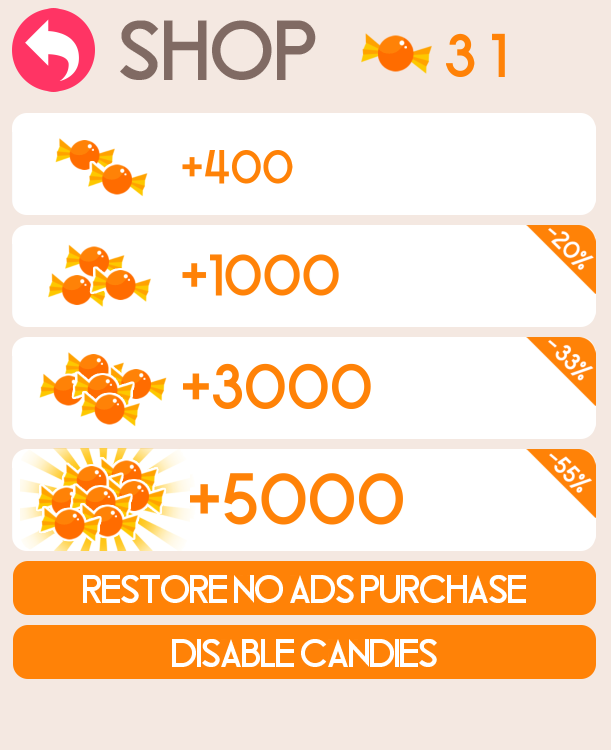 SHOP 31
+400
+1000 -20%
+3000 -33%
+5000 -55%
RESTORE NO ADS PURCHASE
DISABLE CANDIES